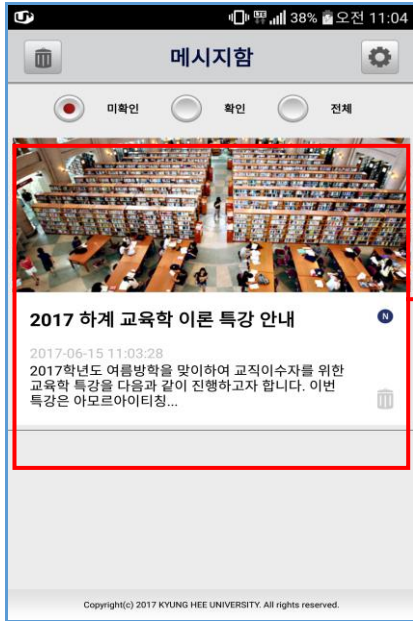 38% 오전 11:04
메시지함
미확인 확인 전체
2017 하계 교육학 이론 특강 안내 N
2017-06-15 11:03:28
2017학년도 여름방학을 맞이하여 교직이수자를 위한
교육학 특강을 다음과 같이 진행하고자 합니다. 이번
특강은 아모르아이티칭...
Copyright(c) 2017 KYUNG HEE UNIVERSITY. All rights reserved.